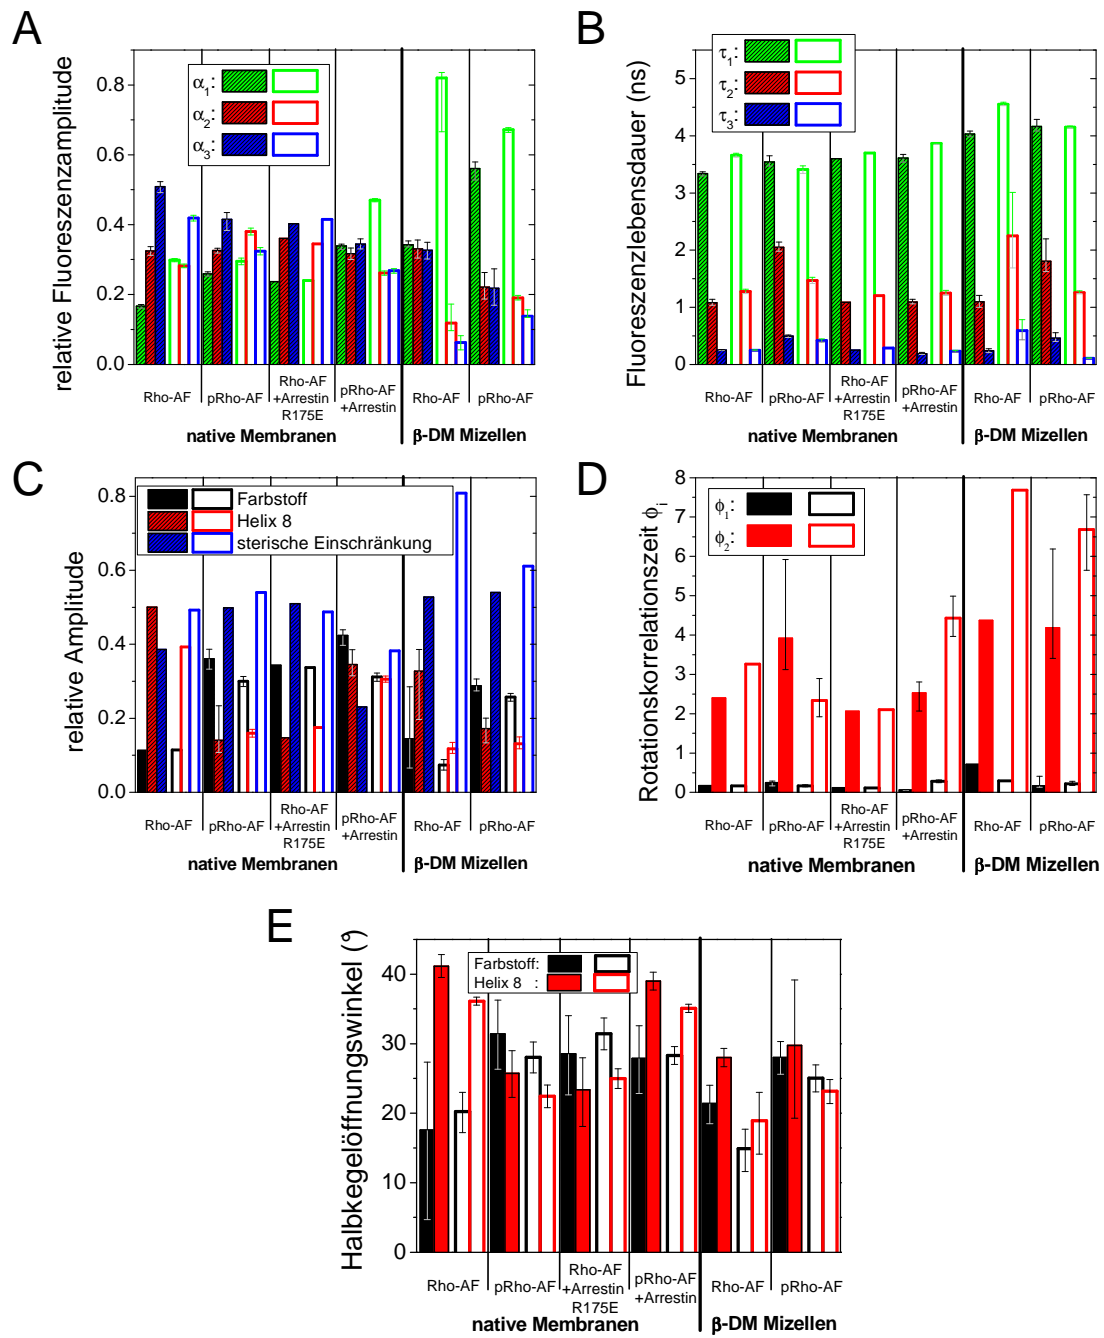 A
relative Fluoreszenzamplitude
0.8
0.6
0.4
0.2
0.0
α1:
α2:
α3:
Rho-AF
pRho-AF
Rho-AF
+Arrestin
R175E
pRho-AF
+Arrestin
Rho-AF
pRho-AF
native Membranen
β-DM Mizellen
B
Fluoreszenzlebensdauer (ns)
5
4
3
2
1
0
τ1:
τ2:
τ3:
Rho-AF
pRho-AF
Rho-AF
+Arrestin
R175E
pRho-AF
+Arrestin
Rho-AF
pRho-AF
native Membranen
β-DM Mizellen
C
relative Amplitude
0.8
0.6
0.4
0.2
0.0
Farbstoff
Helix 8
sterische Einschränkung
Rho-AF
pRho-AF
Rho-AF
+Arrestin
R175E
pRho-AF
+Arrestin
Rho-AF
pRho-AF
native Membranen
β-DM Mizellen
D
Rotationskorrelationszeit ϕi
8
7
6
5
4
3
2
1
0
ϕ1:
ϕ2:
Rho-AF
pRho-AF
Rho-AF
+Arrestin
R175E
pRho-AF
+Arrestin
Rho-AF
pRho-AF
native Membranen
β-DM Mizellen
E
Halbkegelöffnungswinkel (°)
40
30
20
10
0
Farbstoff:
Helix 8 :
Rho-AF
pRho-AF
Rho-AF
+Arrestin
R175E
pRho-AF
+Arrestin
Rho-AF
pRho-AF
native Membranen
β-DM Mizellen